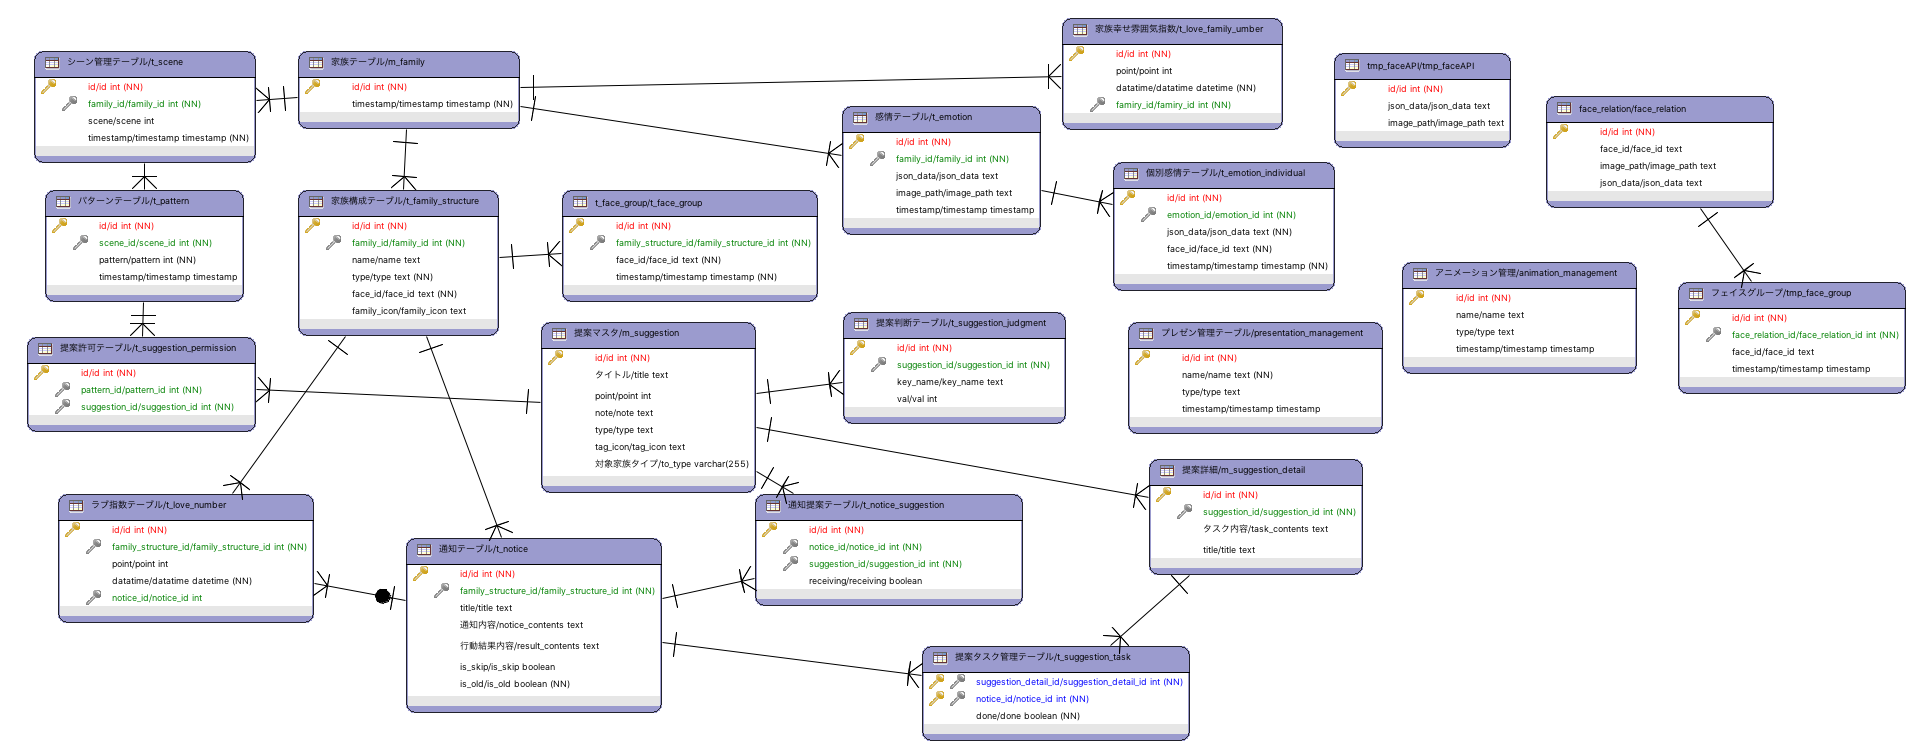 シーン管理テーブル/t_scene
id/id int (NN)
family_id/family_id int (NN)
scene/scene int
timestamp/timestamp timestamp (NN)
家族テーブル/m_family
id/id int (NN)
timestamp/timestamp timestamp (NN)
家族幸せ雰囲気指数/t_love_family_umber
id/id int (NN)
point/point int
datatime/datatime datetime (NN)
famiry_id/famiry_id int (NN)
tmp_faceAPI/tmp_faceAPI
id/id int (NN)
json_data/json_data text
image_path/image_path text
face_relation/face_relation
id/id int (NN)
face_id/face_id text
image_path/image_path text
json_data/json_data text
感情テーブル/t_emotion
id/id int (NN)
family_id/family_id int (NN)
json_data/json_data text
image_path/image_path text
timestamp/timestamp timestamp
個別感情テーブル/t_emotion_individual
id/id int (NN)
emotion_id/emotion_id int (NN)
json_data/json_data text (NN)
face_id/face_id text (NN)
timestamp/timestamp timestamp (NN)
パターンテーブル/t_pattern
id/id int (NN)
scene_id/scene_id int (NN)
pattern/pattern int (NN)
timestamp/timestamp timestamp
家族構成テーブル/t_family_structure
id/id int (NN)
family_id/family_id int (NN)
name/name text
type/type text (NN)
face_id/face_id text (NN)
family_icon/family_icon text
t_face_group/t_face_group
id/id int (NN)
family_structure_id/family_structure_id int (NN)
face_id/face_id text (NN)
timestamp/timestamp timestamp (NN)
アニメーション管理/animation_management
id/id int (NN)
name/name text
type/type text
timestamp/timestamp timestamp
フェイスグループ/tmp_face_group
id/id int (NN)
face_relation_id/face_relation_id int (NN)
face_id/face_id text
timestamp/timestamp timestamp
提案許可テーブル/t_suggestion_permission
id/id int (NN)
pattern_id/pattern_id int (NN)
suggestion_id/suggestion_id int (NN)
提案マスタ/m_suggestion
id/id int (NN)
タイトル/title text
point/point int
note/note text
type/type text
tag_icon/tag_icon text
対象家族タイプ/to_type varchar(255)
提案判断テーブル/t_suggestion_judgment
id/id int (NN)
suggestion_id/suggestion_id int (NN)
key_name/key_name text
val/val int
プレゼン管理テーブル/presentation_management
id/id int (NN)
name/name text (NN)
type/type text
timestamp/timestamp timestamp
提案詳細/m_suggestion_detail
id/id int (NN)
suggestion_id/suggestion_id int (NN)
タスク内容/task_contents text
title/title text
ラブ指数テーブル/t_love_number
id/id int (NN)
family_structure_id/family_structure_id int (NN)
point/point int
datatime/datatime datetime (NN)
notice_id/notice_id int
通知テーブル/t_notice
id/id int (NN)
family_structure_id/family_structure_id int (NN)
title/title text
通知内容/notice_contents text
行動結果内容/result_contents text
is_skip/is_skip boolean
is_old/is_old boolean (NN)
通知提案テーブル/t_notice_suggestion
id/id int (NN)
notice_id/notice_id int (NN)
suggestion_id/suggestion_id int (NN)
receiving/receiving boolean
提案タスク管理テーブル/t_suggestion_task
suggestion_detail_id/suggestion_detail_id int (NN)
notice_id/notice_id int (NN)
done/done boolean (NN)